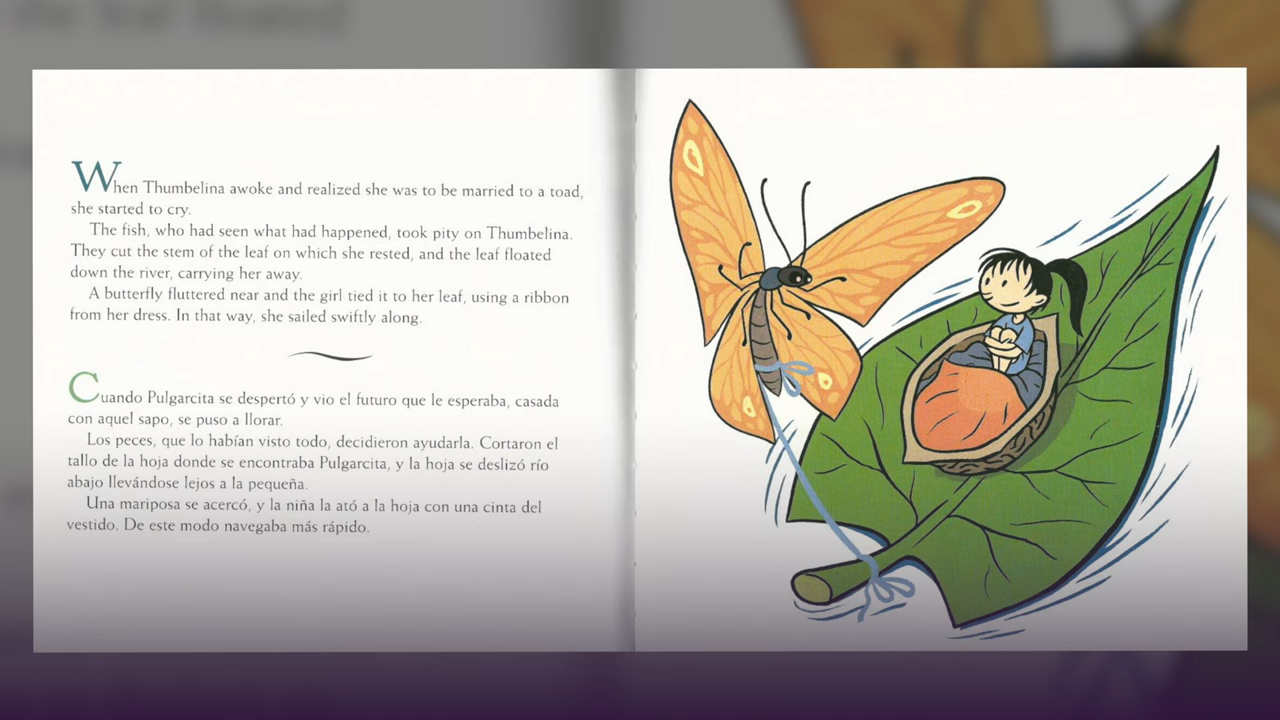 When Thumbelina awoke and realized she was to be married to a toad,
she started to cry.
The fish, who had seen what had happened, took pity on Thumbelina.
They cut the stem of the leaf on which she rested, and the leaf floated
down the river, carrying her away.
A butterfly fluttered near and the girl tied it to her leaf, using a ribbon
from her dress. In that way, she sailed swiftly along.
Cuando Pulgarcita se despertó y vio el futuro que le esperaba, casada
con aquel sapo, se puso a llorar.
Los peces, que lo habían visto todo, decidieron ayudarla. Cortaron el
tallo de la hoja donde se encontraba Pulgarcita, y la hoja se deslizó río
abajo llevándose lejos a la pequeña.
Una mariposa se acercó, y la niña la ató a la hoja con una cinta del
vestido. De este modo navegaba más rápido.